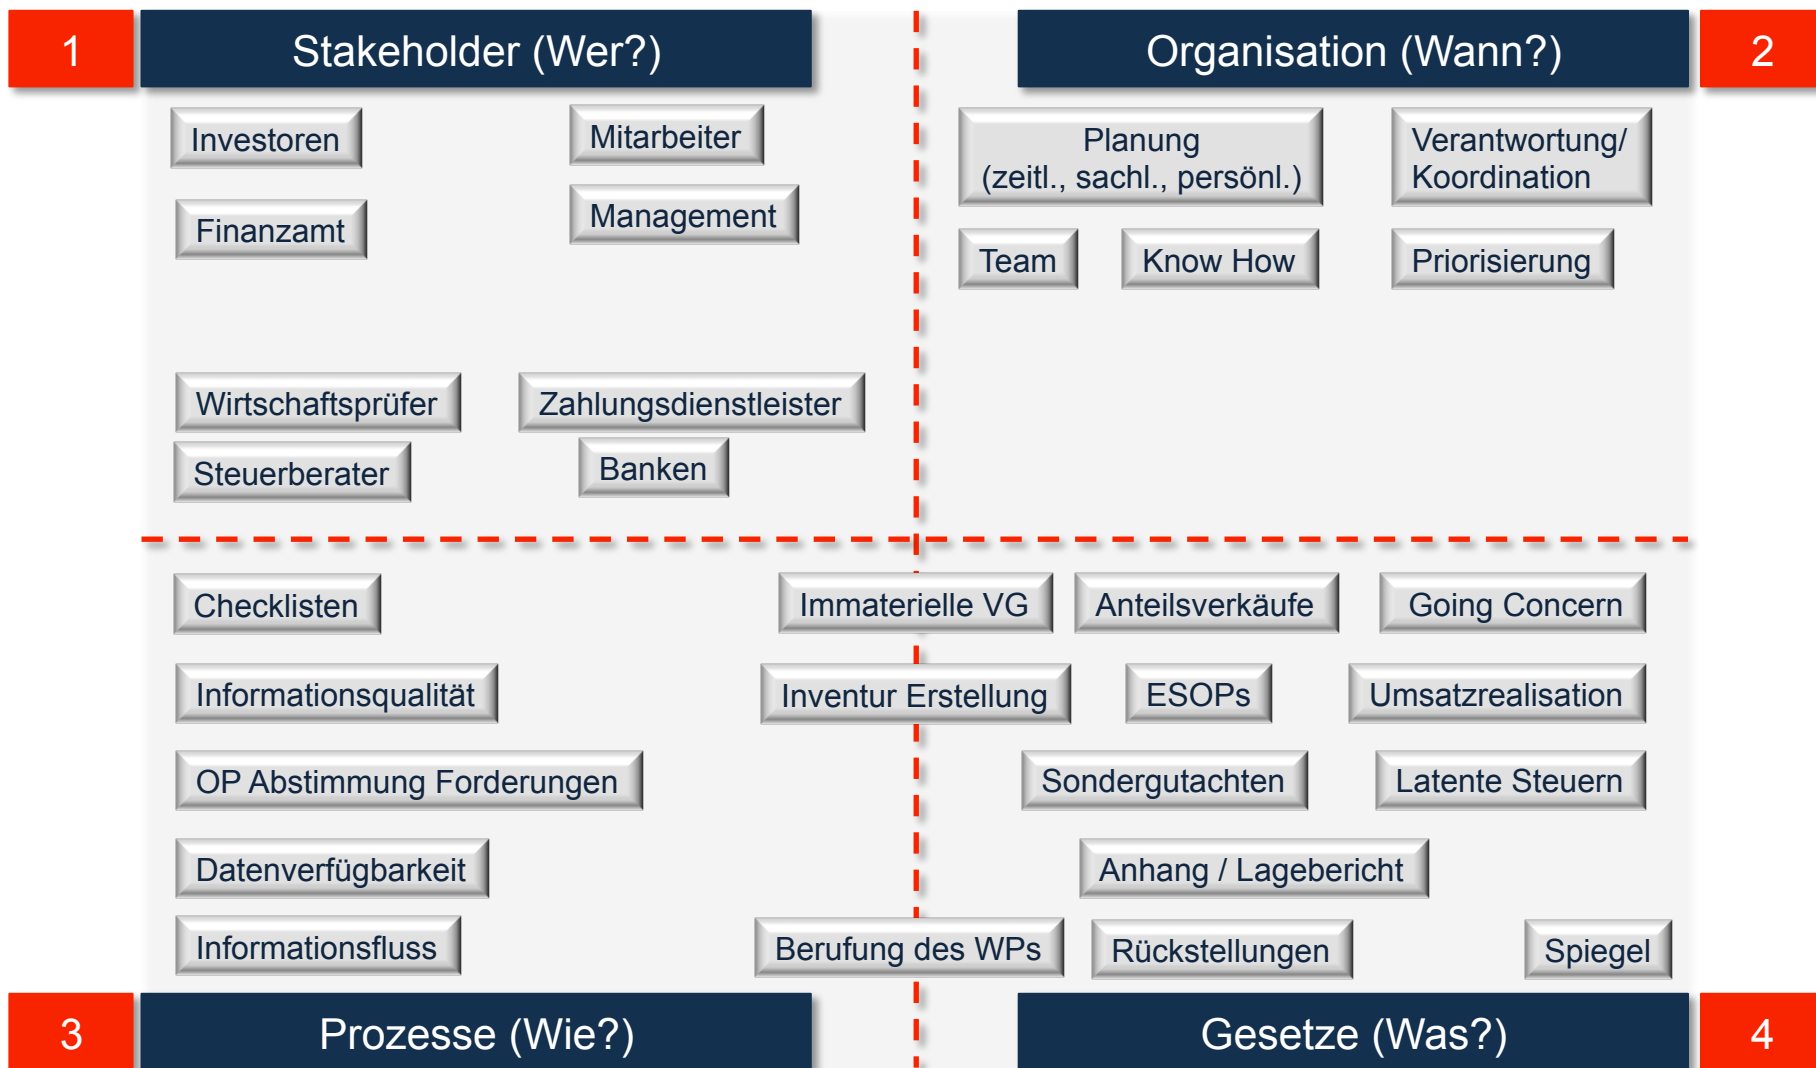 1
Stakeholder (Wer?)
Organisation (Wann?)
2
Investoren
Mitarbeiter
Finanzamt
Management
Wirtschaftsprüfer
Zahlungsdienstleister
Steuerberater
Banken
Planung
(zeitl., sachl., persönl.)
Verantwortung/
Koordination
Team
Know How
Priorisierung
Checklisten
Informationsqualität
OP Abstimmung Forderungen
Datenverfügbarkeit
Informationsfluss
Immaterielle VG
Anteilsverkäufe
Going Concern
Inventur Erstellung
ESOPs
Umsatzrealisation
Sondergutachten
Latente Steuern
Anhang / Lagebericht
Berufung des WPs
Rückstellungen
Spiegel
3
Prozesse (Wie?)
Gesetze (Was?)
4